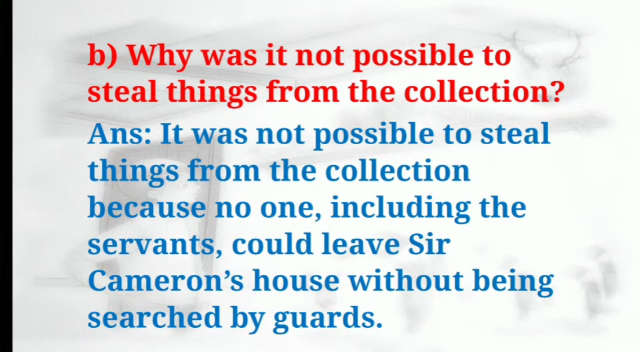 b) Why was it not possible to
steal things from the collection?
Ans: It was not possible to steal
things from the collection
because no one, including the
servants, could leave Sir
Cameron’s house without being
searched by guards.